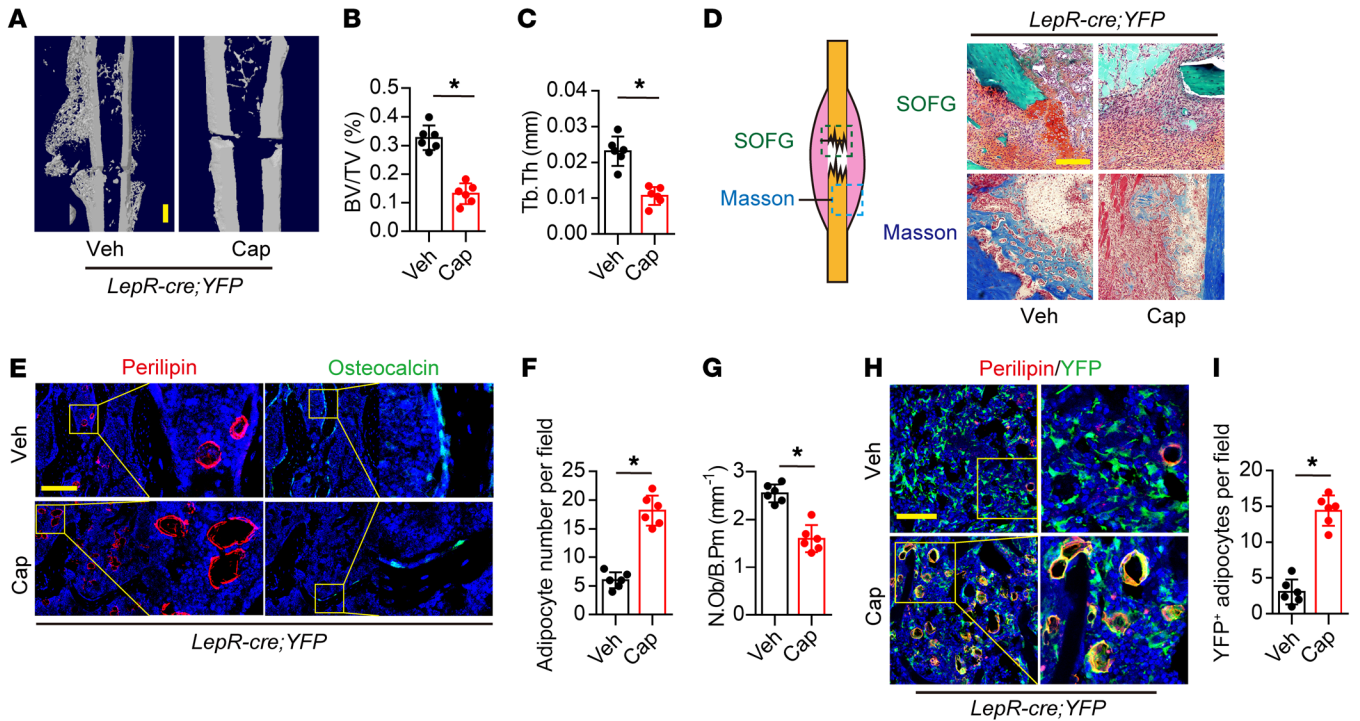 A
Veh
Cap
LepR-cre;YFP
B
BV/TV (%)
0.5
0.4
0.3
0.2
0.1
0.0
*
Veh
Cap
C
Tb.Th (mm)
0.04
0.03
0.02
0.01
0.00
*
Veh
Cap
D
SOFG
Masson
LepR-cre;YFP
SOFG
Masson
Veh
Cap
E
Perilipin
Osteocalcin
Veh
Cap
LepR-cre;YFP
F
Adipocyte number per field
25
20
15
10
5
0
*
Veh
Cap
G
N.Ob/B.Pm (mm⁻¹)
3
2
1
0
*
Veh
Cap
H
Perilipin/YFP
Veh
Cap
LepR-cre;YFP
I
YFP⁺ adipocytes per field
20
15
10
5
0
*
Veh
Cap